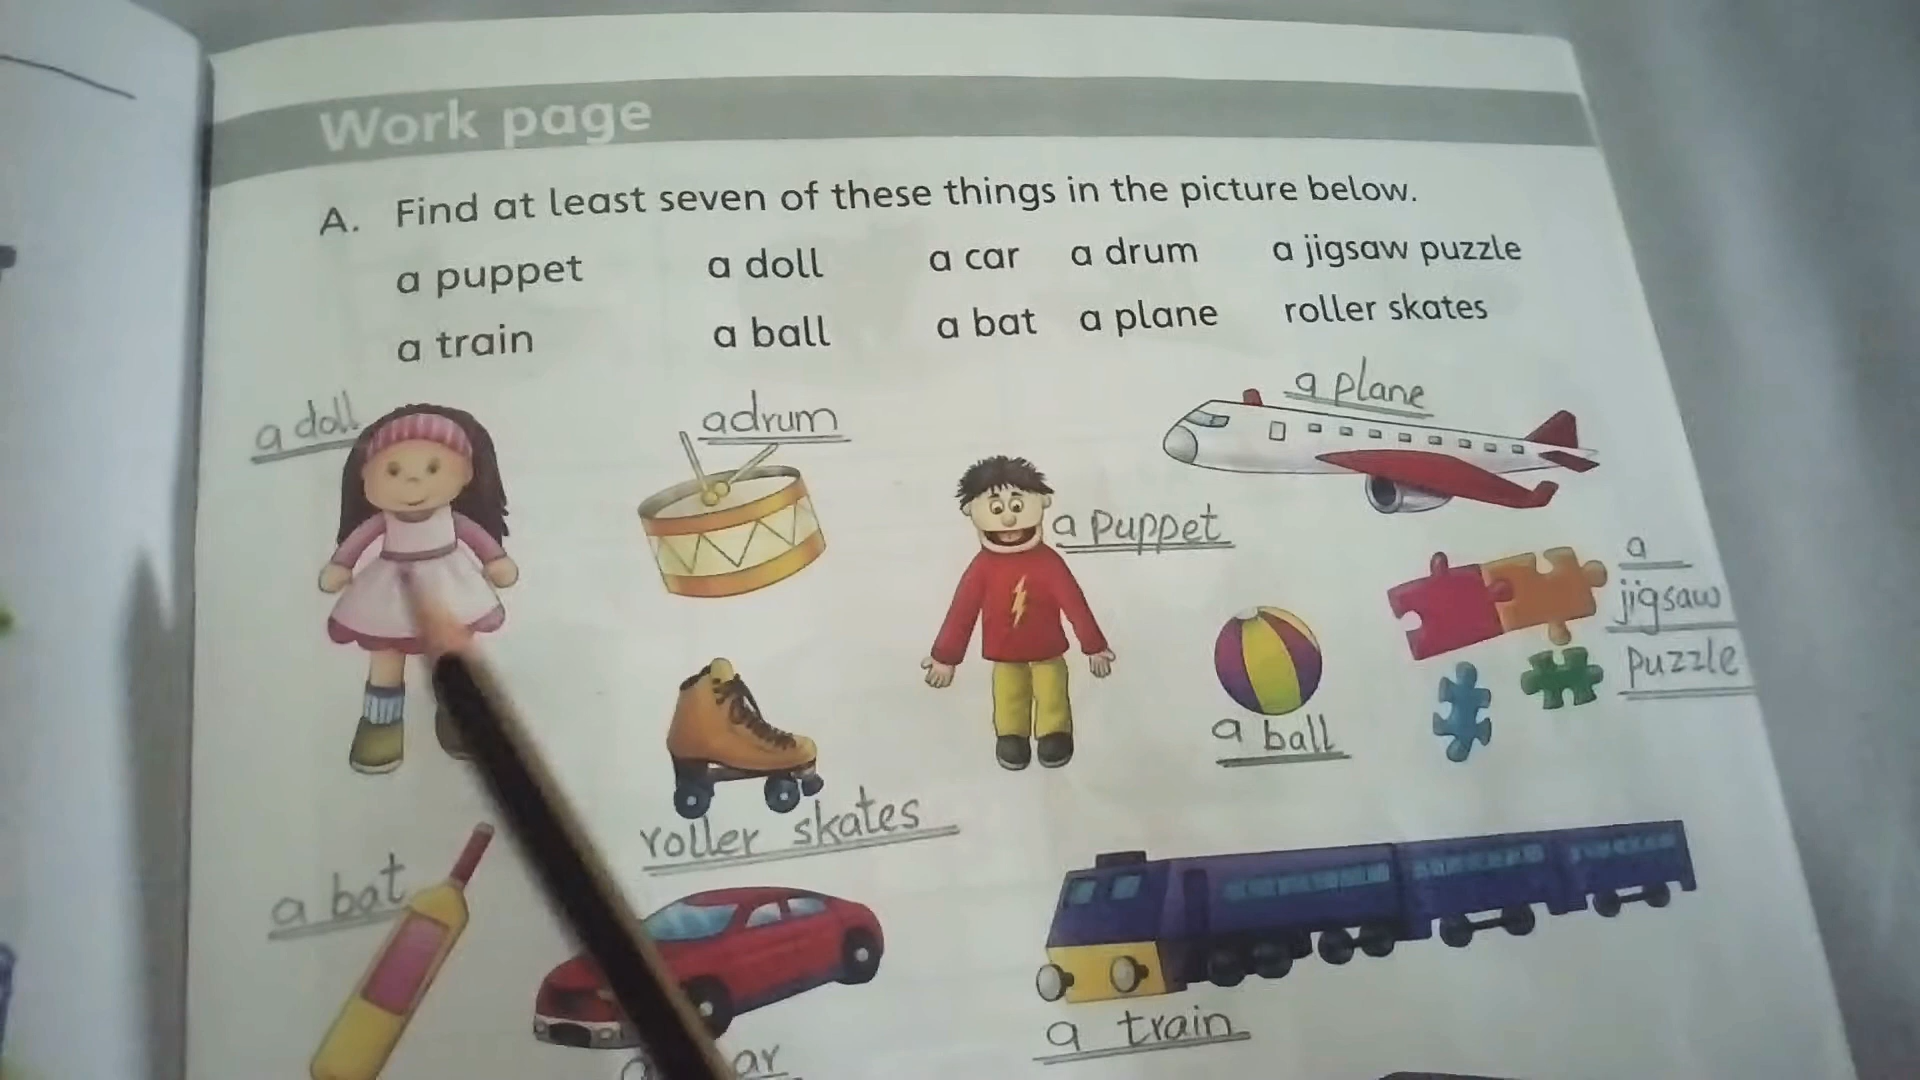 Work page
A. Find at least seven of these things in the picture below.
a puppet a doll a car a drum a jigsaw puzzle
a train a ball a bat a plane roller skates
a doll
adrum
a plane
a puppet
a
jigsaw
puzzle
a ball
roller skates
a bat
a train